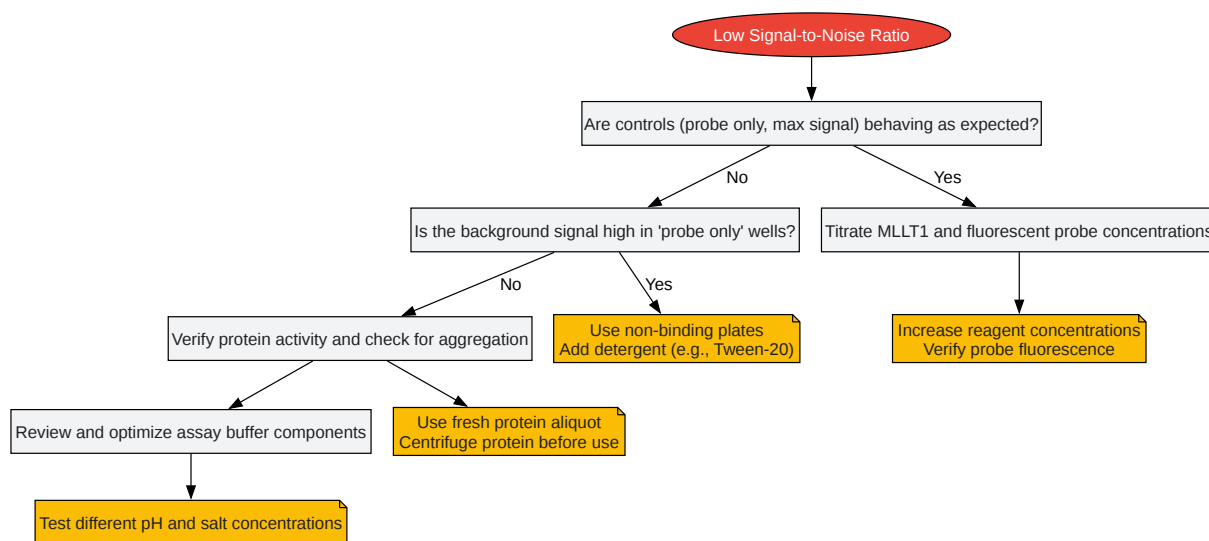 Low Signal-to-Noise Ratio
Are controls (probe only, max signal) behaving as expected?
No
Yes
Is the background signal high in 'probe only' wells?
Titrate MLLT1 and fluorescent probe concentrations
No
Yes
Verify protein activity and check for aggregation
Use non-binding plates
Add detergent (e.g., Tween-20)
Increase reagent concentrations
Verify probe fluorescence
Review and optimize assay buffer components
Use fresh protein aliquot
Centrifuge protein before use
Test different pH and salt concentrations